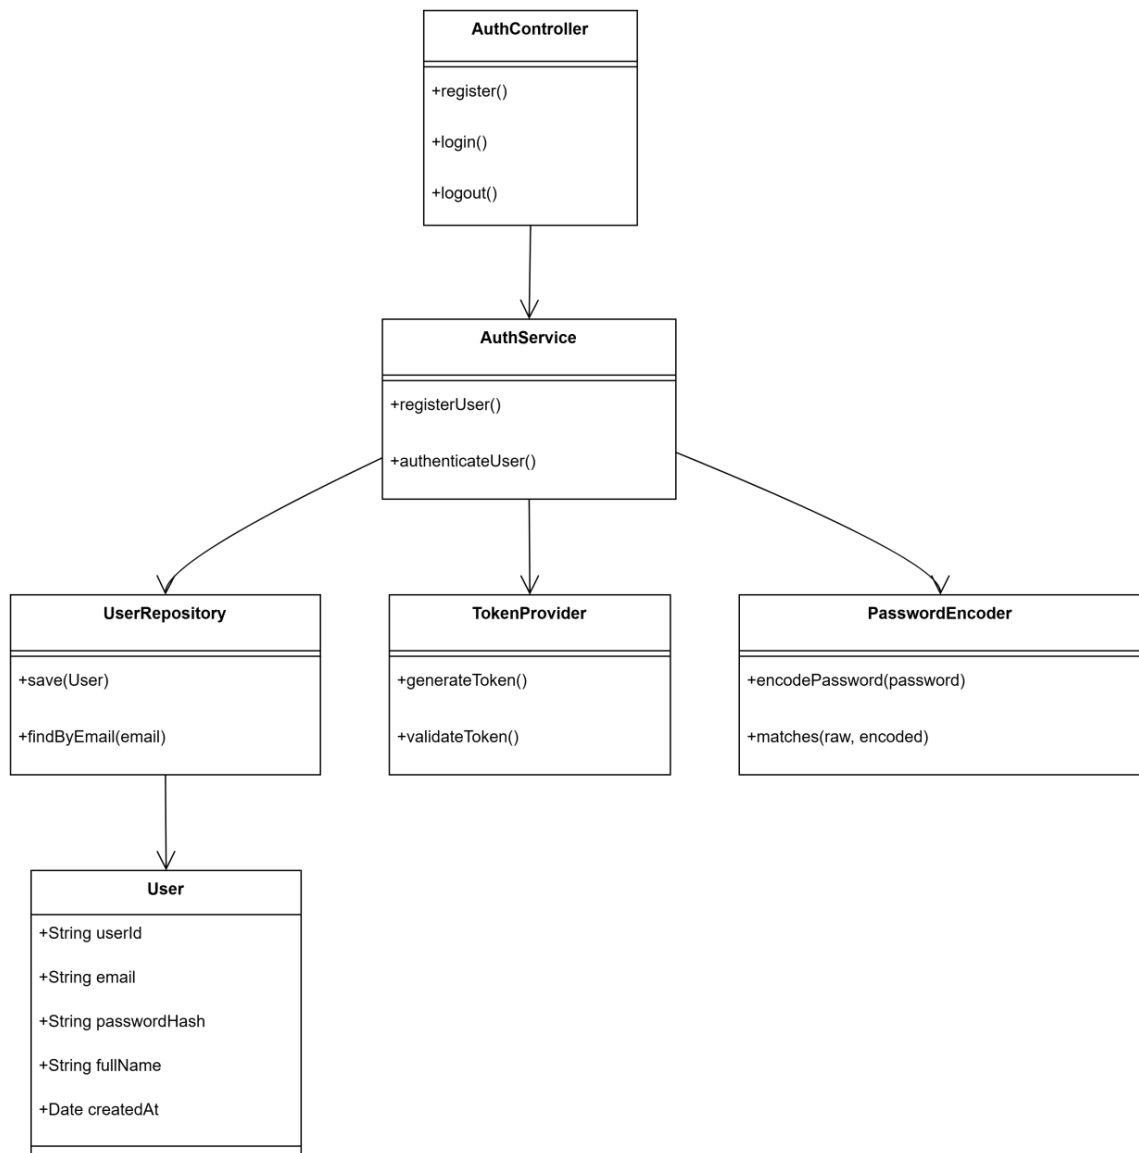 AuthController
+register()
+login()
+logout()
AuthService
+registerUser()
+authenticateUser()
UserRepository
+save(User)
+findByEmail(email)
TokenProvider
+generateToken()
+validateToken()
PasswordEncoder
+encodePassword(password)
+matches(raw, encoded)
User
+String userId
+String email
+String passwordHash
+String fullName
+Date createdAt